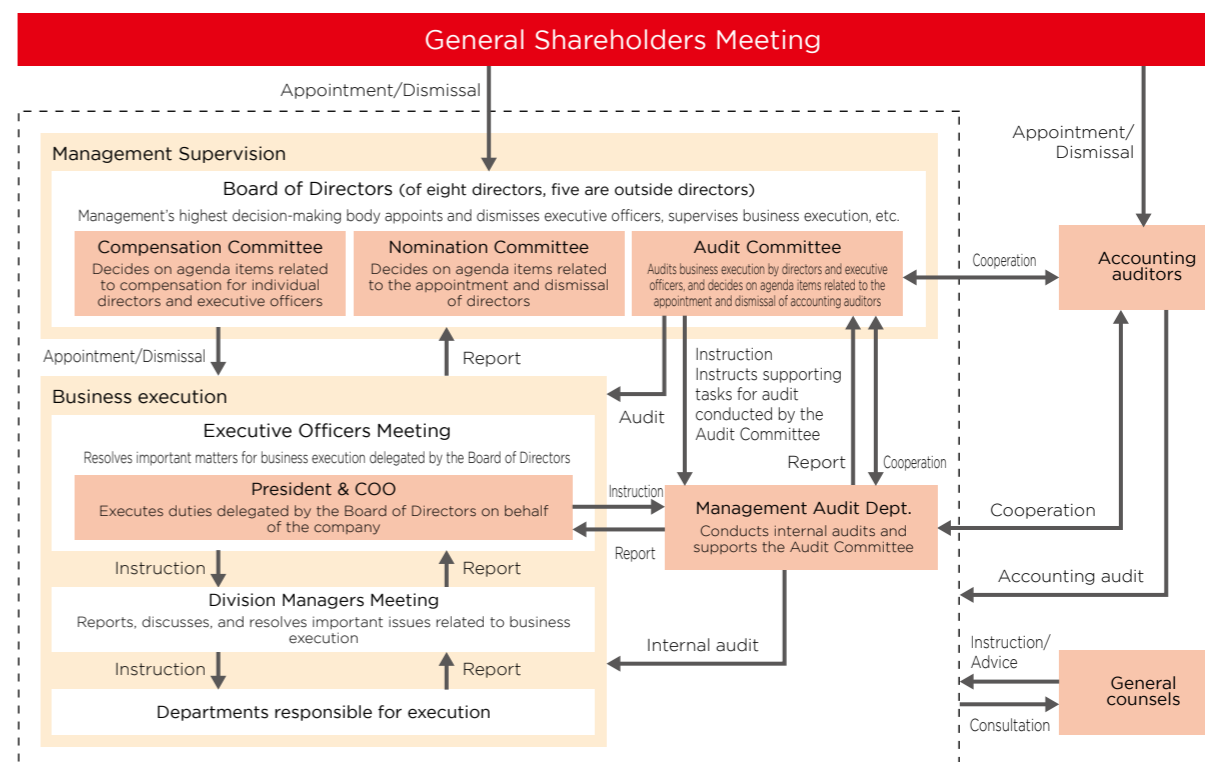 General Shareholders Meeting
Appointment/Dismissal
Appointment/
Dismissal
Management Supervision
Board of Directors (of eight directors, five are outside directors)
Management's highest decision-making body appoints and dismisses executive officers, supervises business execution, etc.
Compensation Committee
Decides on agenda items related
to compensation for individual
directors and executive officers
Nomination Committee
Decides on agenda items related
to the appointment and dismissal
of directors
Audit Committee
Audits business execution by directors and executive
officers, and decides on agenda items related to the
appointment and dismissal of accounting auditors
Cooperation
Accounting
auditors
Appointment/Dismissal
Report
Audit
Instruction
Instructs supporting
tasks for audit
conducted by the
Audit Committee
Report
Cooperation
Business execution
Executive Officers Meeting
Resolves important matters for business execution delegated by the Board of Directors
President & COO
Executes duties delegated by the Board of Directors on behalf
of the company
Instruction
Report
Management Audit Dept.
Conducts internal audits and
supports the Audit Committee
Cooperation
Accounting audit
Instruction
Report
Division Managers Meeting
Reports, discusses, and resolves important issues related to business
execution
Internal audit
Instruction
Report
Departments responsible for execution
Instruction/
Advice
Consultation
General
counsels